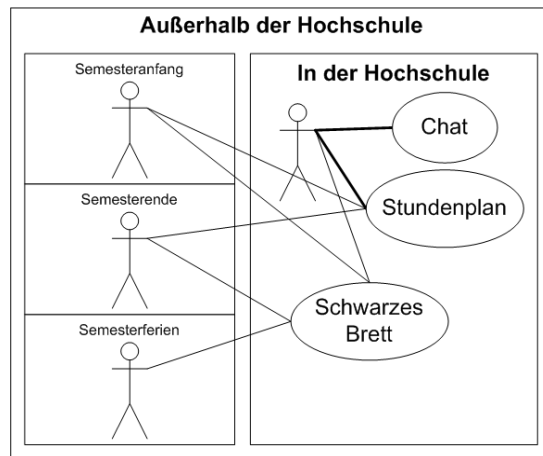 Außerhalb der Hochschule
Semesteranfang
Semesterende
Semesterferien
In der Hochschule
Chat
Stundenplan
Schwarzes
Brett